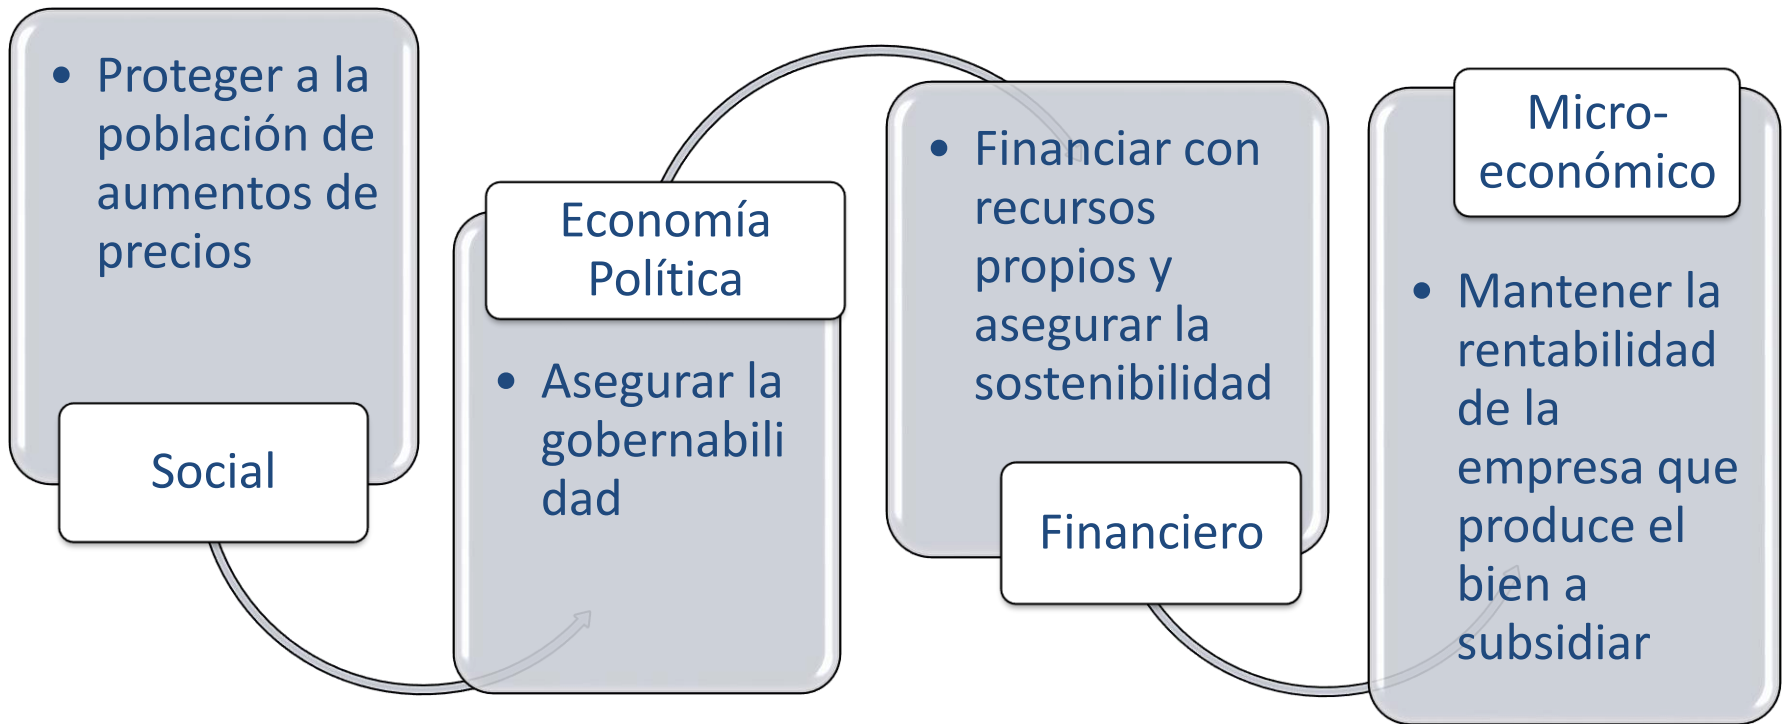 • Proteger a la
población de
aumentos de
precios
Social
Economía
Política
• Asegurar la
gobernabili
dad
• Financiar con
recursos
propios y
asegurar la
sostenibilidad
Financiero
Micro-
económico
• Mantener la
rentabilidad
de la
empresa que
produce el
bien a
subsidiar